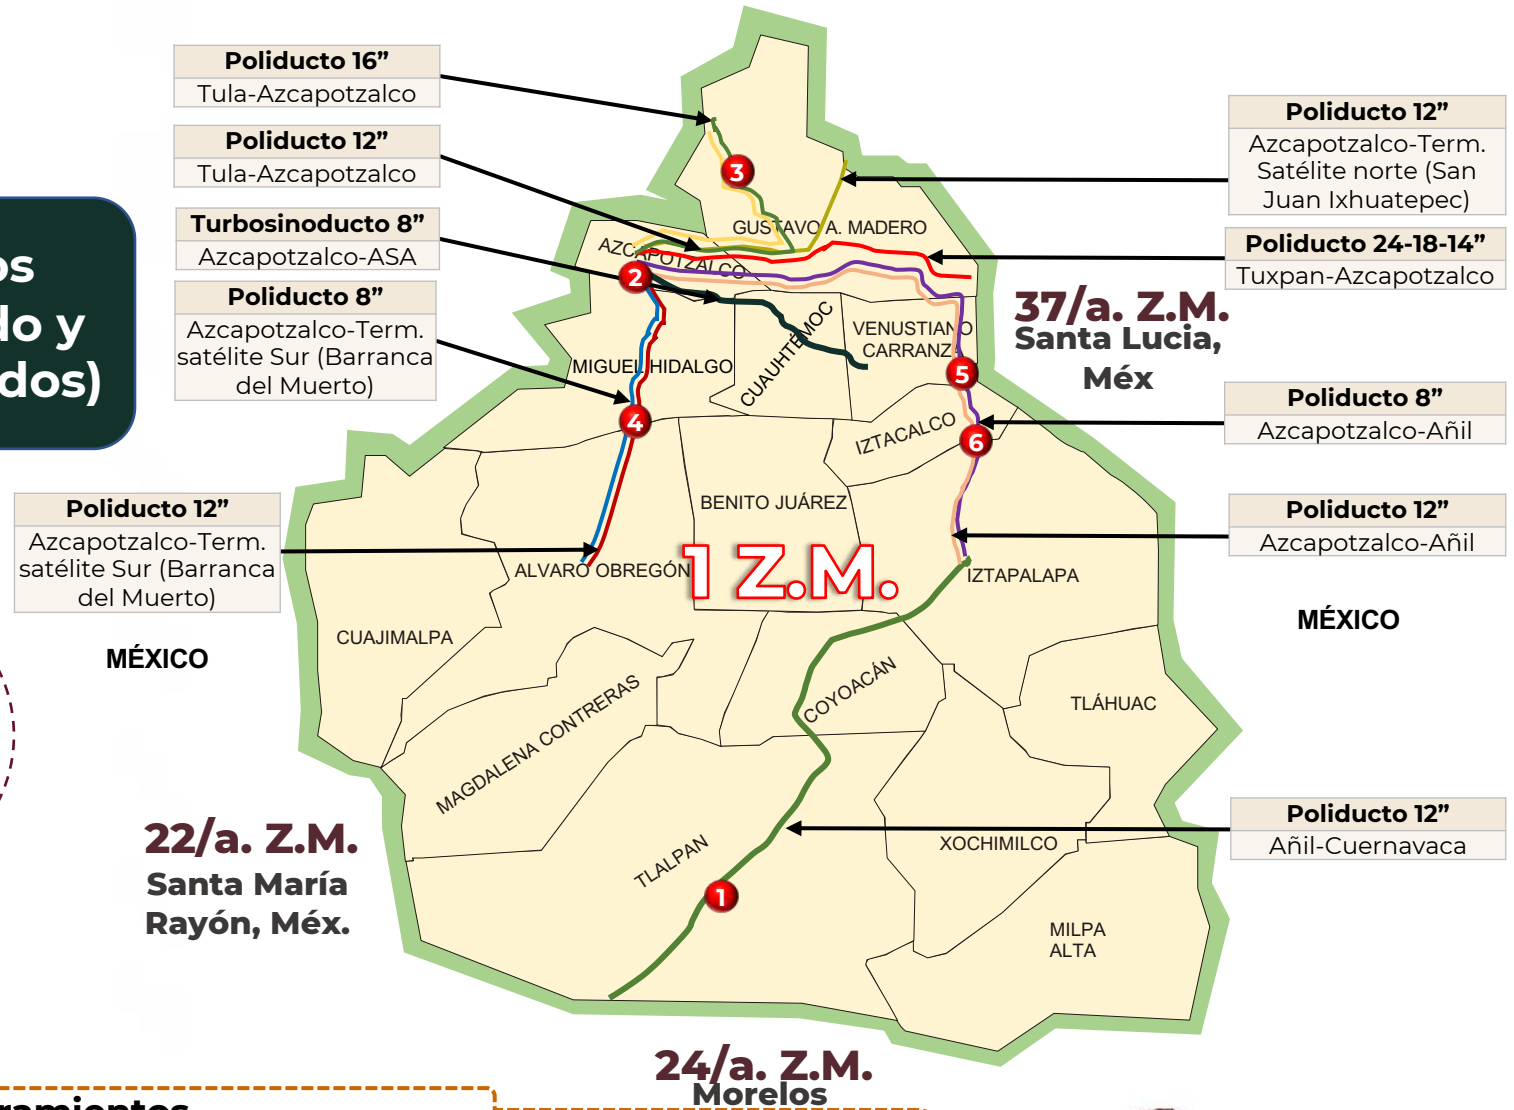 Poliducto 16”
Tula-Azcapotzalco
Poliducto 12”
Tula-Azcapotzalco
Turbosinoducto 8”
Azcapotzalco-ASA
Poliducto 8”
Azcapotzalco-Term.
satélite Sur (Barranca
del Muerto)
Poliducto 12”
Azcapotzalco-Term.
satélite Sur (Barranca
del Muerto)
MÉXICO
22/a. Z.M.
Santa María
Rayón, Méx.
Poliducto 12”
Azcapotzalco-Term.
Satélite norte (San
Juan Ixhuatepec)
Poliducto 24-18-14”
Tuxpan-Azcapotzalco
37/a. Z.M.
Santa Lucia,
Méx
Poliducto 8”
Azcapotzalco-Añil
Poliducto 12”
Azcapotzalco-Añil
MÉXICO
Poliducto 12”
Añil-Cuernavaca
3
GUSTAVO A. MADERO
AZCAPOTZALCO
2
MIGUEL HIDALGO
CUAUHTÉMOC
VENUSTIANO
CARRANZA
5
4
IZTACALCO
6
BENITO JUÁREZ
1 Z.M.
ALVARO OBREGÓN
IZTAPALAPA
CUAJIMALPA
COYOACÁN
MAGDALENA CONTRERAS
TLÁHUAC
TLALPAN
XOCHIMILCO
1
MILPA
ALTA
24/a. Z.M.
Morelos
os
do y
dos)